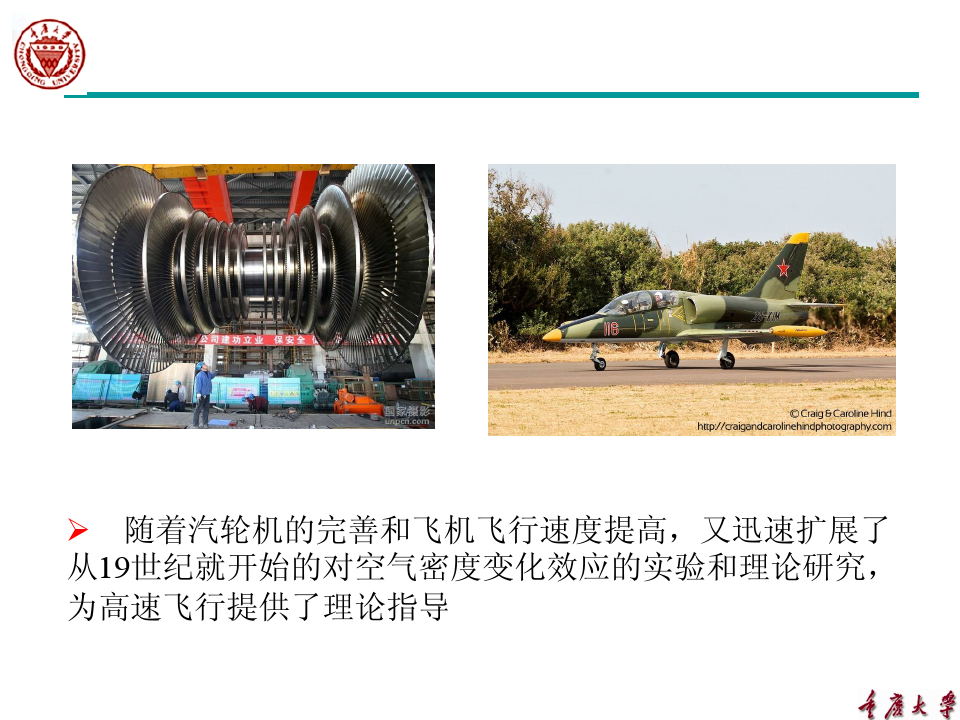 重庆大学
1929
CHONGQING UNIVERSITY
公司建功立业 保安全
国家摄影
unpcn.com
116
© Craig & Caroline Hind
http://craigandcarolinehindphotography.com
随着汽轮机的完善和飞机飞行速度提高，又迅速扩展了
从19世纪就开始的对空气密度变化效应的实验和理论研究，
为高速飞行提供了理论指导
重庆大学